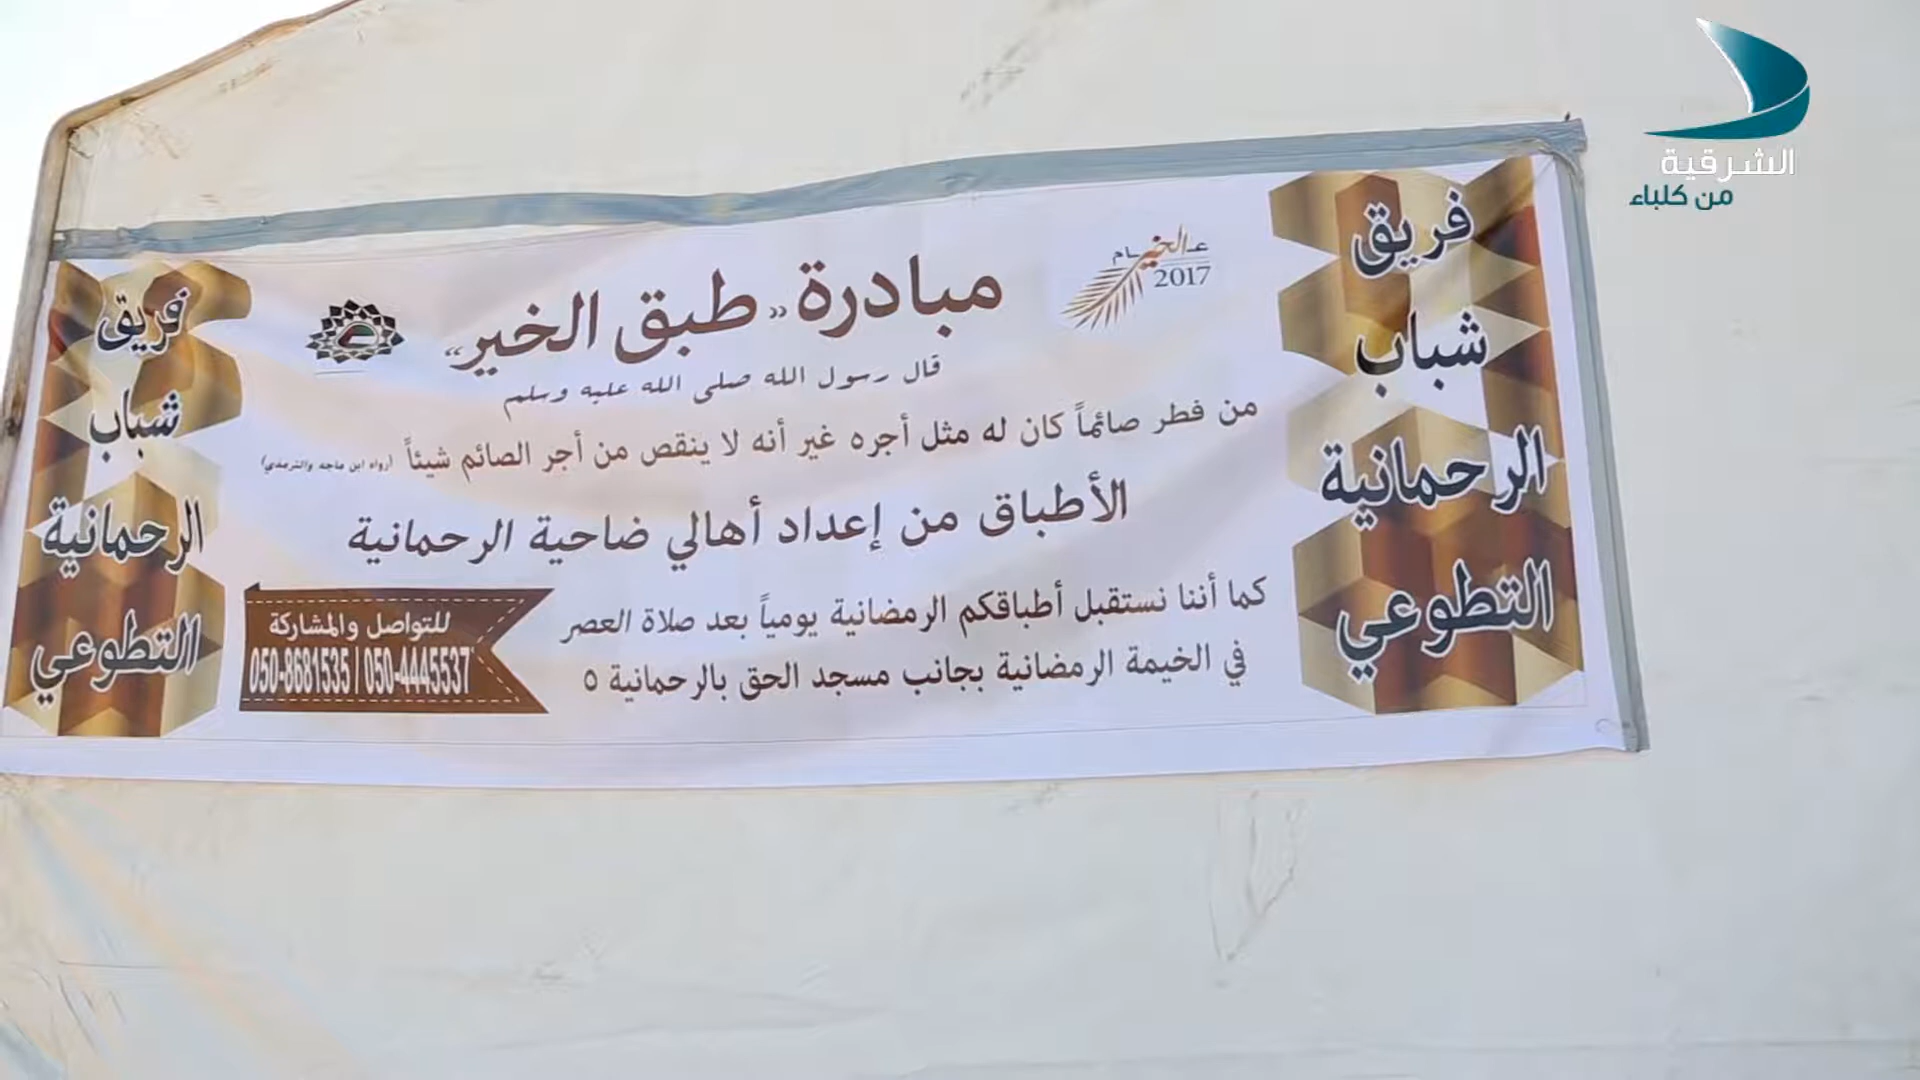 الشرقية
من كلباء
فريق
شباب
الرحمانية
التطوعي
عـام الخير
2017
مبادرة «طبق الخير»
قال رسول الله صلى الله عليه وسلم
من فطر صائماً كان له مثل أجره غير أنه لا ينقص من أجر الصائم شيئاً (رواه ابن ماجه والترمذي)
الأطباق من إعداد أهالي ضاحية الرحمانية
كما أننا نستقبل أطباقكم الرمضانية يومياً بعد صلاة العصر
في الخيمة الرمضانية بجانب مسجد الحق بالرحمانية ٥
للتواصل والمشاركة
050-8681535 | 050-4445537
فريق
شباب
الرحمانية
التطوعي